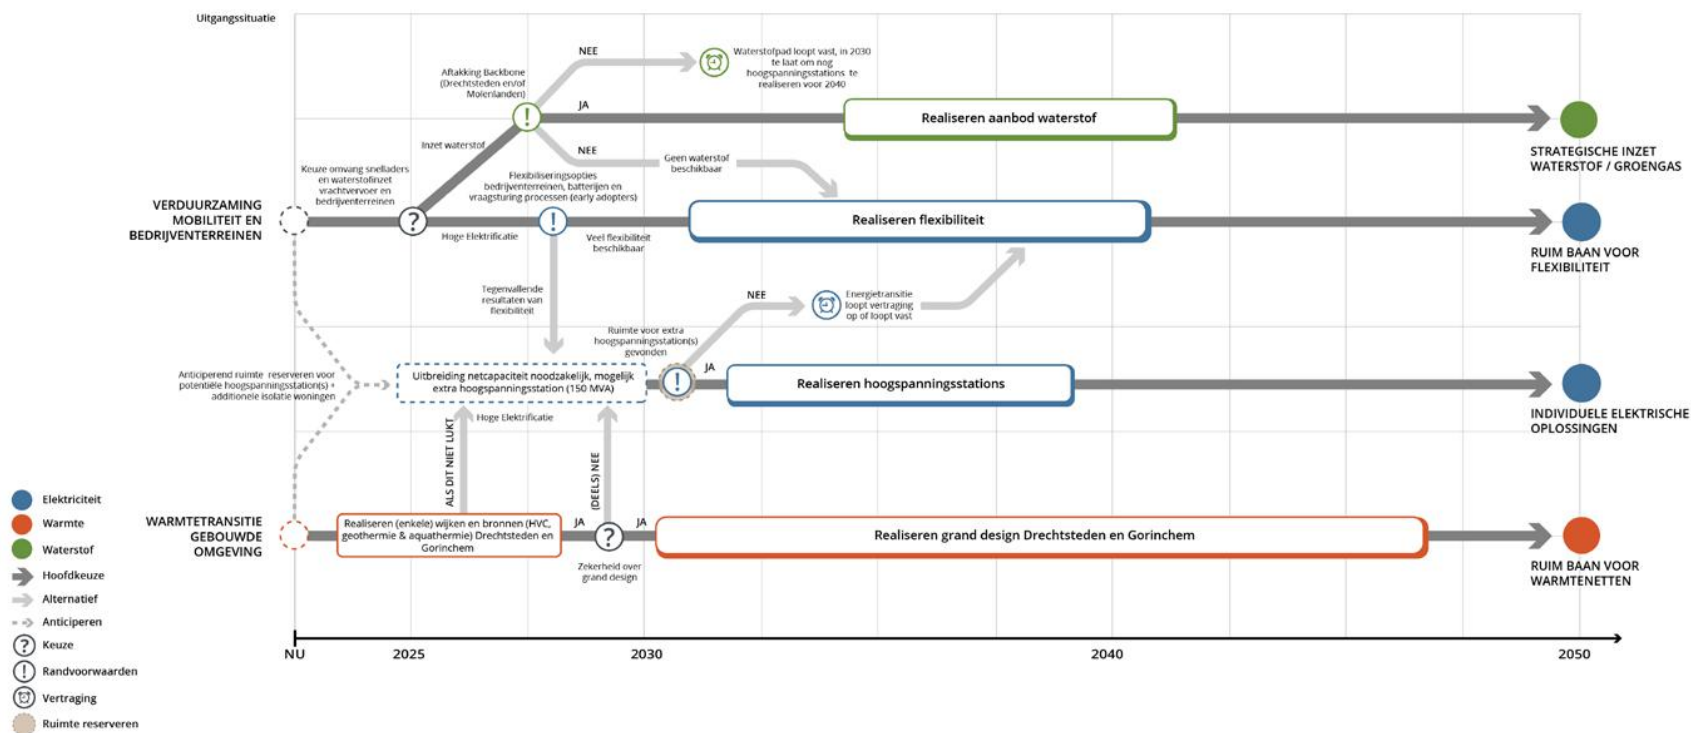 Uitgangssituatie
NEE
Waterstofpad loopt vast, in 2030
te laat om nog
hoogspanningsstations te
realiseren voor 2040
Aftakking Backbone
(Drechtsteden en/of
Molenlanden)
!
JA
Realiseren aanbod waterstof
STRATEGISCHE INZET
WATERSTOF / GROENGAS
Inzet waterstof
NEE
Geen waterstof
beschikbaar
Keuze omvang snelladers
en waterstofinzet
vrachtvervoer en
bedrijventerreinen
Flexibiliseringsopties
bedrijventerreinen, batterijen en
vraagsturing processen (early adopters)
VERDUURZAMING
MOBILITEIT EN
BEDRIJVENTERREINEN
?
Hoge Elektrificatie
!
Veel flexibiliteit
beschikbaar
Realiseren flexibiliteit
RUIM BAAN VOOR
FLEXIBILITEIT
Tegenvallende
resultaten van
flexibiliteit
NEE
Energietransitie
loopt vertraging
op of loopt vast
Ruimte voor extra
hoogspanningsstation(s)
gevonden
Anticiperend ruimte reserveren voor
potentiële hoogspanningsstation(s) +
additionele isolatie woningen
Uitbreiding netcapaciteit noodzakelijk, mogelijk
extra hoogspanningsstation (150 MVA)
!
JA
Realiseren hoogspanningsstations
INDIVIDUELE ELEKTRISCHE
OPLOSSINGEN
Hoge Elektrificatie
ALS DIT NIET LUKT
(DEELS) NEE
WARMTETRANSITIE
GEBOUWDE
OMGEVING
Realiseren (enkele) wijken en bronnen (HVC,
geothermie & aquathermie) Drechtsteden en
Gorinchem
JA
?
JA
Zekerheid over
grand design
Realiseren grand design Drechtsteden en Gorinchem
RUIM BAAN VOOR
WARMTENETTEN
Elektriciteit
Warmte
Waterstof
Hoofdkeuze
Alternatief
Anticiperen
? Keuze
! Randvoorwaarden
Vertraging
Ruimte reserveren
NU
2025
2030
2040
2050